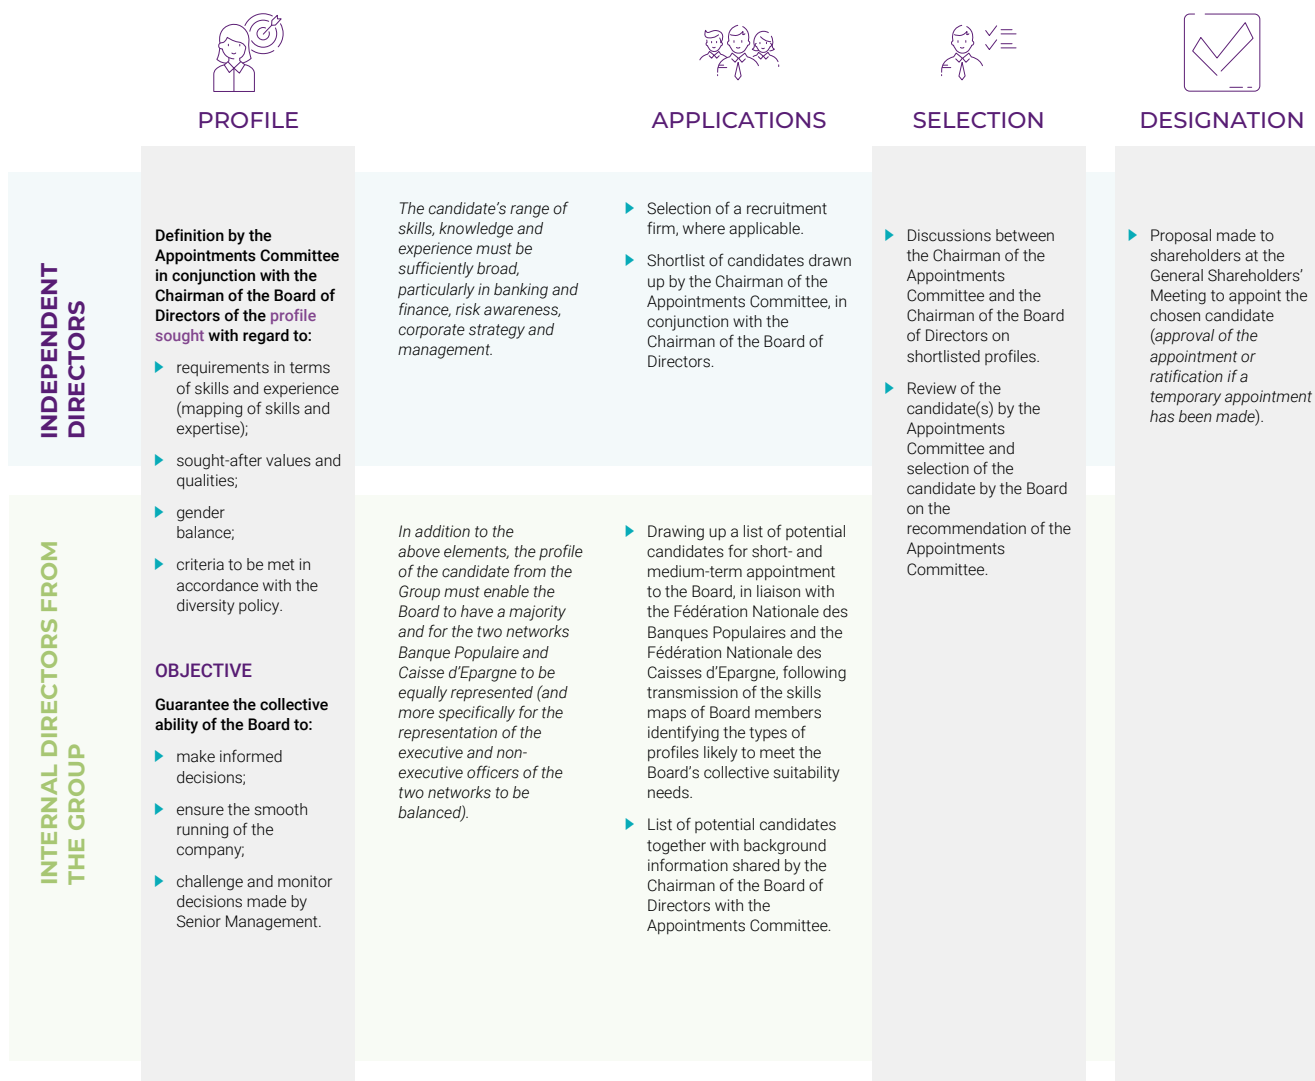 PROFILE
APPLICATIONS
SELECTION
DESIGNATION
INDEPENDENT
DIRECTORS
Definition by the
Appointments Committee
in conjunction with the
Chairman of the Board of
Directors of the profile
sought with regard to:
requirements in terms
of skills and experience
(mapping of skills and
expertise);
sought-after values and
qualities;
gender
balance;
criteria to be met in
accordance with the
diversity policy.
OBJECTIVE
Guarantee the collective
ability of the Board to:
make informed
decisions;
ensure the smooth
running of the
company;
challenge and monitor
decisions made by
Senior Management.
The candidate's range of
skills, knowledge and
experience must be
sufficiently broad,
particularly in banking and
finance, risk awareness,
corporate strategy and
management.
Selection of a recruitment
firm, where applicable.
Shortlist of candidates drawn
up by the Chairman of the
Appointments Committee, in
conjunction with the
Chairman of the Board of
Directors.
Discussions between
the Chairman of the
Appointments
Committee and the
Chairman of the Board
of Directors on
shortlisted profiles.
Review of the
candidate(s) by the
Appointments
Committee and
selection of the
candidate by the Board
on the
recommendation of the
Appointments
Committee.
Proposal made to
shareholders at the
General Shareholders'
Meeting to appoint the
chosen candidate
(approval of the
appointment or
ratification if a
temporary appointment
has been made).
INTERNAL DIRECTORS FROM
THE GROUP
In addition to the
above elements, the profile
of the candidate from the
Group must enable the
Board to have a majority
and for the two networks
Banque Populaire and
Caisse d'Epargne to be
equally represented (and
more specifically for the
representation of the
executive and non-
executive officers of the
two networks to be
balanced).
Drawing up a list of potential
candidates for short- and
medium-term appointment
to the Board, in liaison with
the Fédération Nationale des
Banques Populaires and the
Fédération Nationale des
Caisses d'Epargne, following
transmission of the skills
maps of Board members
identifying the types of
profiles likely to meet the
Board's collective suitability
needs.
List of potential candidates
together with background
information shared by the
Chairman of the Board of
Directors with the
Appointments Committee.